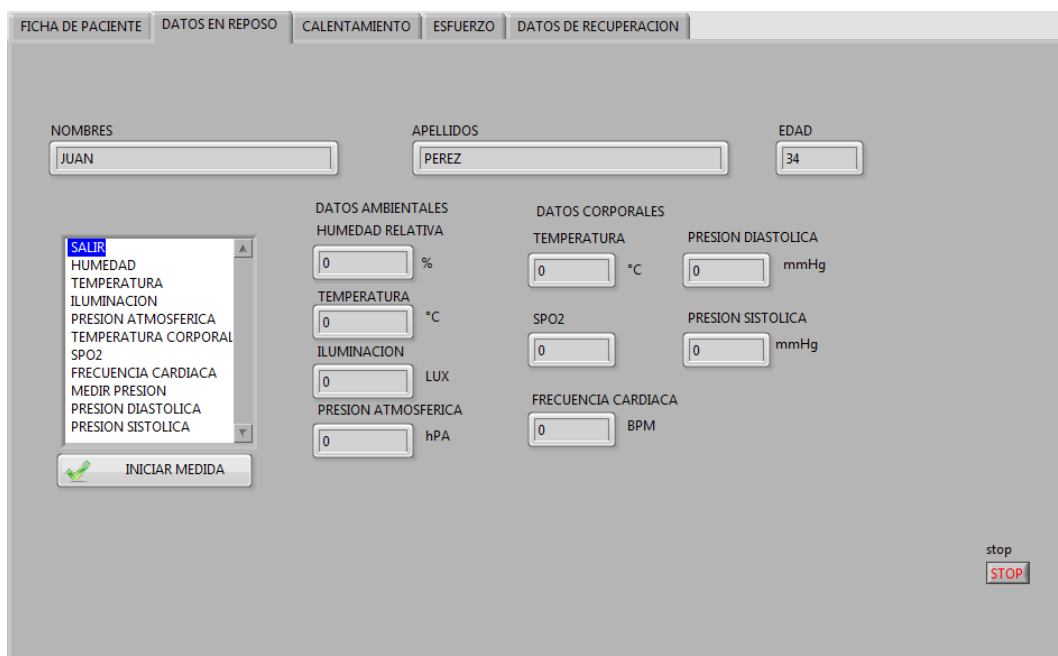 FICHA DE PACIENTE
DATOS EN REPOSO
CALENTAMIENTO
ESFUERZO
DATOS DE RECUPERACION
NOMBRES
JUAN
APELLIDOS
PEREZ
EDAD
34
SALIR
HUMEDAD
TEMPERATURA
ILUMINACION
PRESION ATMOSFERICA
TEMPERATURA CORPORAL
SPO2
FRECUENCIA CARDIACA
MEDIR PRESION
PRESION DIASTOLICA
PRESION SISTOLICA
INICIAR MEDIDA
DATOS AMBIENTALES
HUMEDAD RELATIVA
0 %
TEMPERATURA
0 °C
ILUMINACION
0 LUX
PRESION ATMOSFERICA
0 hPA
DATOS CORPORALES
TEMPERATURA
0 °C
SPO2
0
FRECUENCIA CARDIACA
0 BPM
PRESION DIASTOLICA
0 mmHg
PRESION SISTOLICA
0 mmHg
stop
STOP